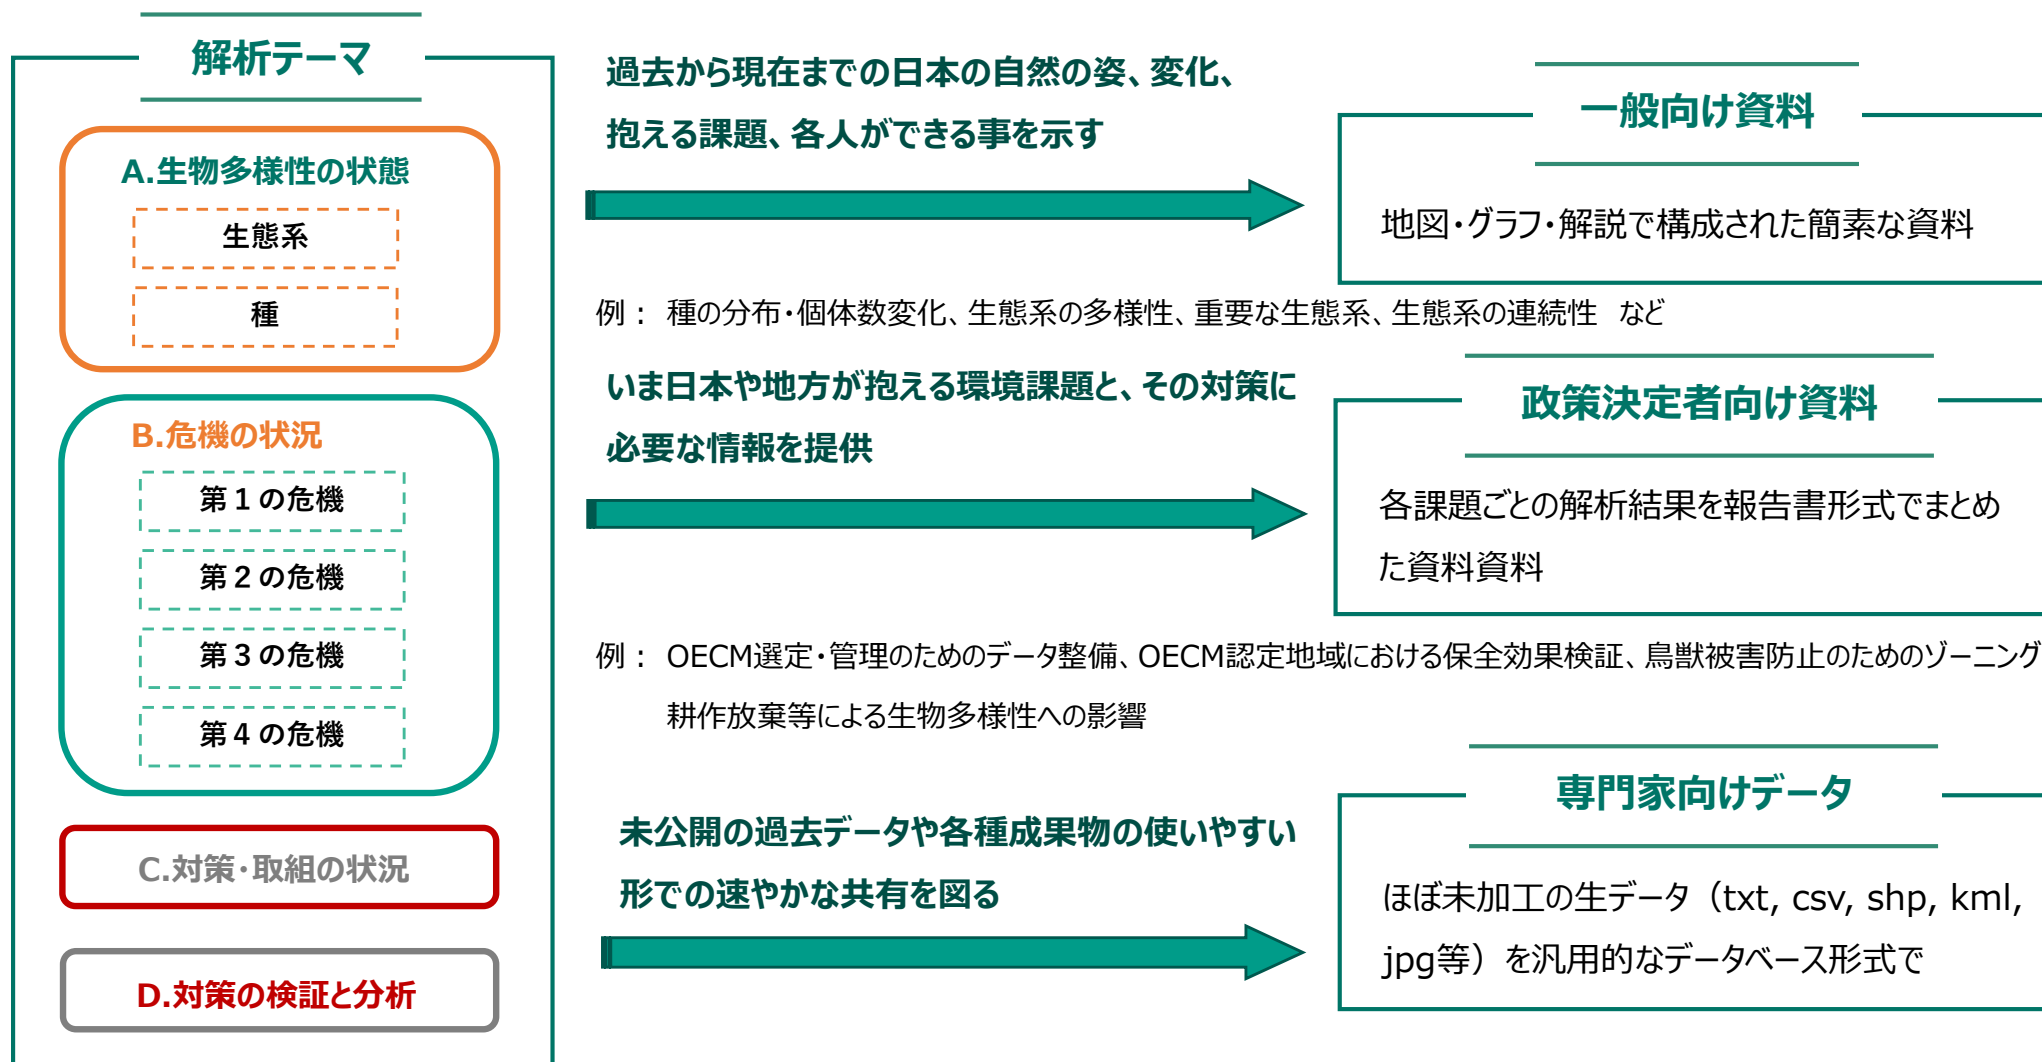 解析テーマ
A.生物多様性の状態
生態系
種
B.危機の状況
第１の危機
第２の危機
第３の危機
第４の危機
C.対策・取組の状況
D.対策の検証と分析
過去から現在までの日本の自然の姿、変化、
抱える課題、各人ができる事を示す
一般向け資料
地図・グラフ・解説で構成された簡素な資料
例： 種の分布・個体数変化、生態系の多様性、重要な生態系、生態系の連続性　など
いま日本や地方が抱える環境課題と、その対策に
必要な情報を提供
政策決定者向け資料
各課題ごとの解析結果を報告書形式でまとめ
た資料資料
例： OECM選定・管理のためのデータ整備、OECM認定地域における保全効果検証、鳥獣被害防止のためのゾーニング
耕作放棄等による生物多様性への影響
未公開の過去データや各種成果物の使いやすい
形での速やかな共有を図る
専門家向けデータ
ほぼ未加工の生データ（txt, csv, shp, kml,
jpg等）を汎用的なデータベース形式で